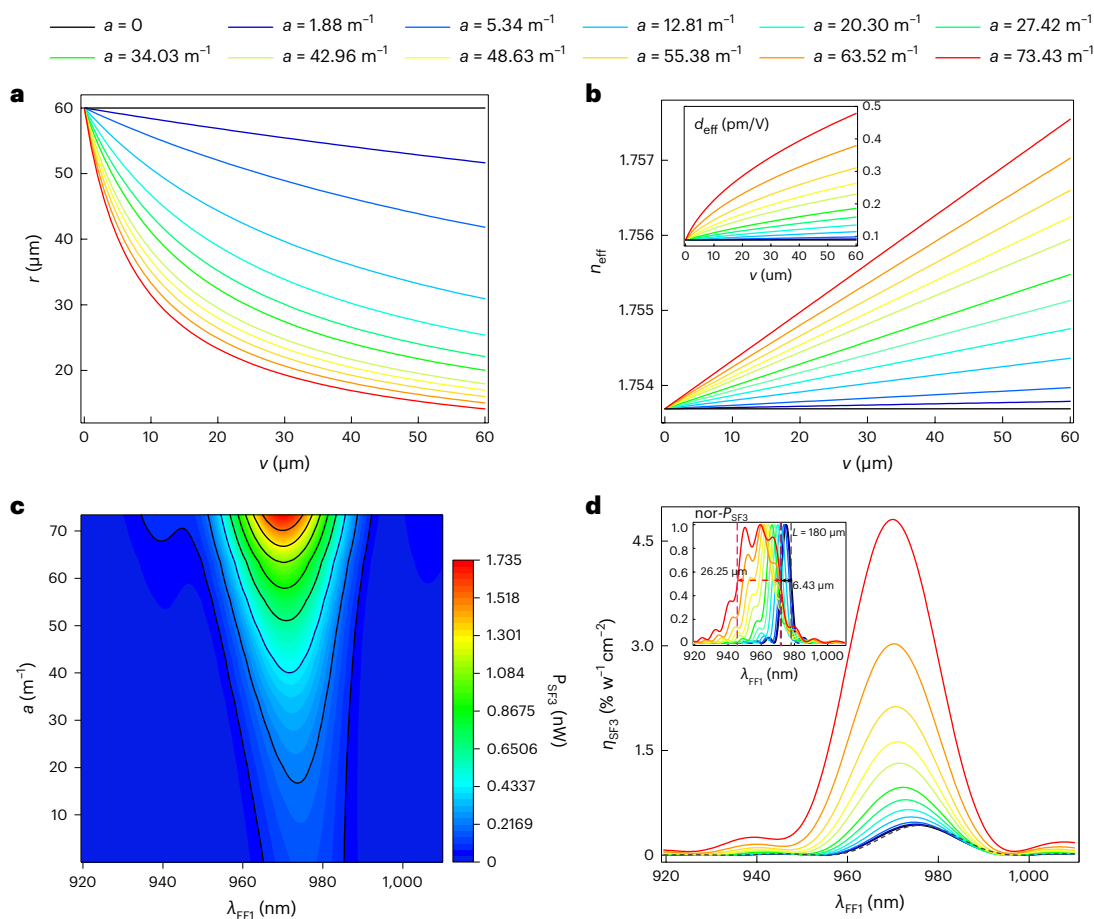 a = 0 a = 1.88 m⁻¹ a = 5.34 m⁻¹ a = 12.81 m⁻¹ a = 20.30 m⁻¹ a = 27.42 m⁻¹
a = 34.03 m⁻¹ a = 42.96 m⁻¹ a = 48.63 m⁻¹ a = 55.38 m⁻¹ a = 63.52 m⁻¹ a = 73.43 m⁻¹
a
60
50
40
30
20
r (μm)
0 10 20 30 40 50 60
v (μm)
b
1.757
1.756
1.755
1.754
n_eff
0 10 20 30 40 50 60
v (μm)
d_eff (pm/V)
0.5
0.4
0.2
0.1
0 10 20 30 40 50 60
v (um)
c
70
60
50
40
30
20
10
a (m⁻¹)
920 940 960 980 1,000
λ_FF1 (nm)
1.735
1.518
1.301
1.084
0.8675
0.6506
0.4337
0.2169
0
P_SF3 (nW)
d
4.5
3.0
1.5
0
η_SF3 (% w⁻¹ cm⁻²)
920 940 960 980 1,000
λ_FF1 (nm)
nor-P_SF3
1.0
0.8
0.6
0.4
0.2
0
L = 180 μm
26.25 μm
6.43 μm
920 940 960 980 1,000
λ_FF1 (nm)